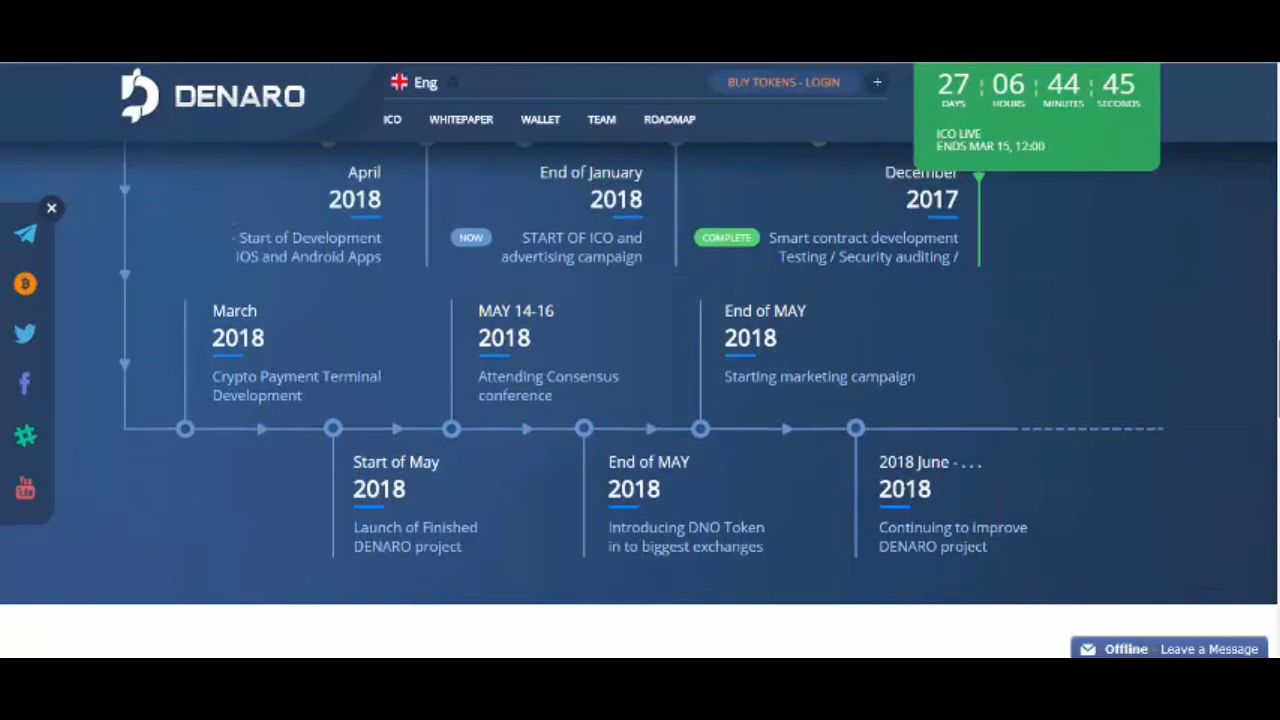 DENARO
Eng
BUY TOKENS - LOGIN
+
ICO
WHITEPAPER
WALLET
TEAM
ROADMAP
27 : 06 : 44 : 45
DAYS HOURS MINUTES SECONDS
ICO LIVE
ENDS MAR 15, 12:00
April
2018
- Start of Development
iOS and Android Apps
End of January
2018
NOW
START OF ICO and
advertising campaign
December
2017
COMPLETE
Smart contract development
Testing / Security auditing /
March
2018
Crypto Payment Terminal
Development
MAY 14-16
2018
Attending Consensus
conference
End of MAY
2018
Starting marketing campaign
Start of May
2018
Launch of Finished
DENARO project
End of MAY
2018
Introducing DNO Token
in to biggest exchanges
2018 June - . . .
2018
Continuing to improve
DENARO project
You
Tube
Offline - Leave a Message